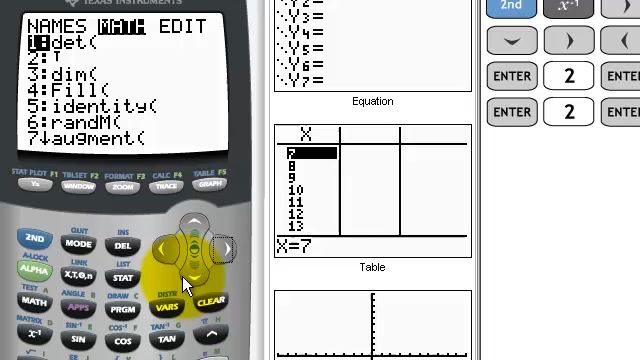 TEXAS INSTRUMENTS
NAMES MATH EDIT
1:det(
2:T
3:dim(
4:Fill(
5:identity(
6:randM(
7↓augment(
STAT PLOT F1 TBLSET F2 FORMAT F3 CALC F4 TABLE F5
Y= WINDOW ZOOM TRACE GRAPH
QUIT INS
2ND MODE DEL
A-LOCK LINK LIST
ALPHA X,T,Θ,n STAT
TEST A ANGLE B DRAW C DISTR
MATH APPS PRGM VARS CLEAR
MATRIX D SIN⁻¹ E COS⁻¹ F TAN⁻¹ G π H
x⁻¹ SIN COS TAN ^
\Y2=
\Y3=
\Y4=
\Y5=
\Y6=
\Y7=
Equation
X
7
8
9
10
11
12
13
X=7
Table
2nd x⁻¹
ENTER 2 ENTE
ENTER 2 ENTE